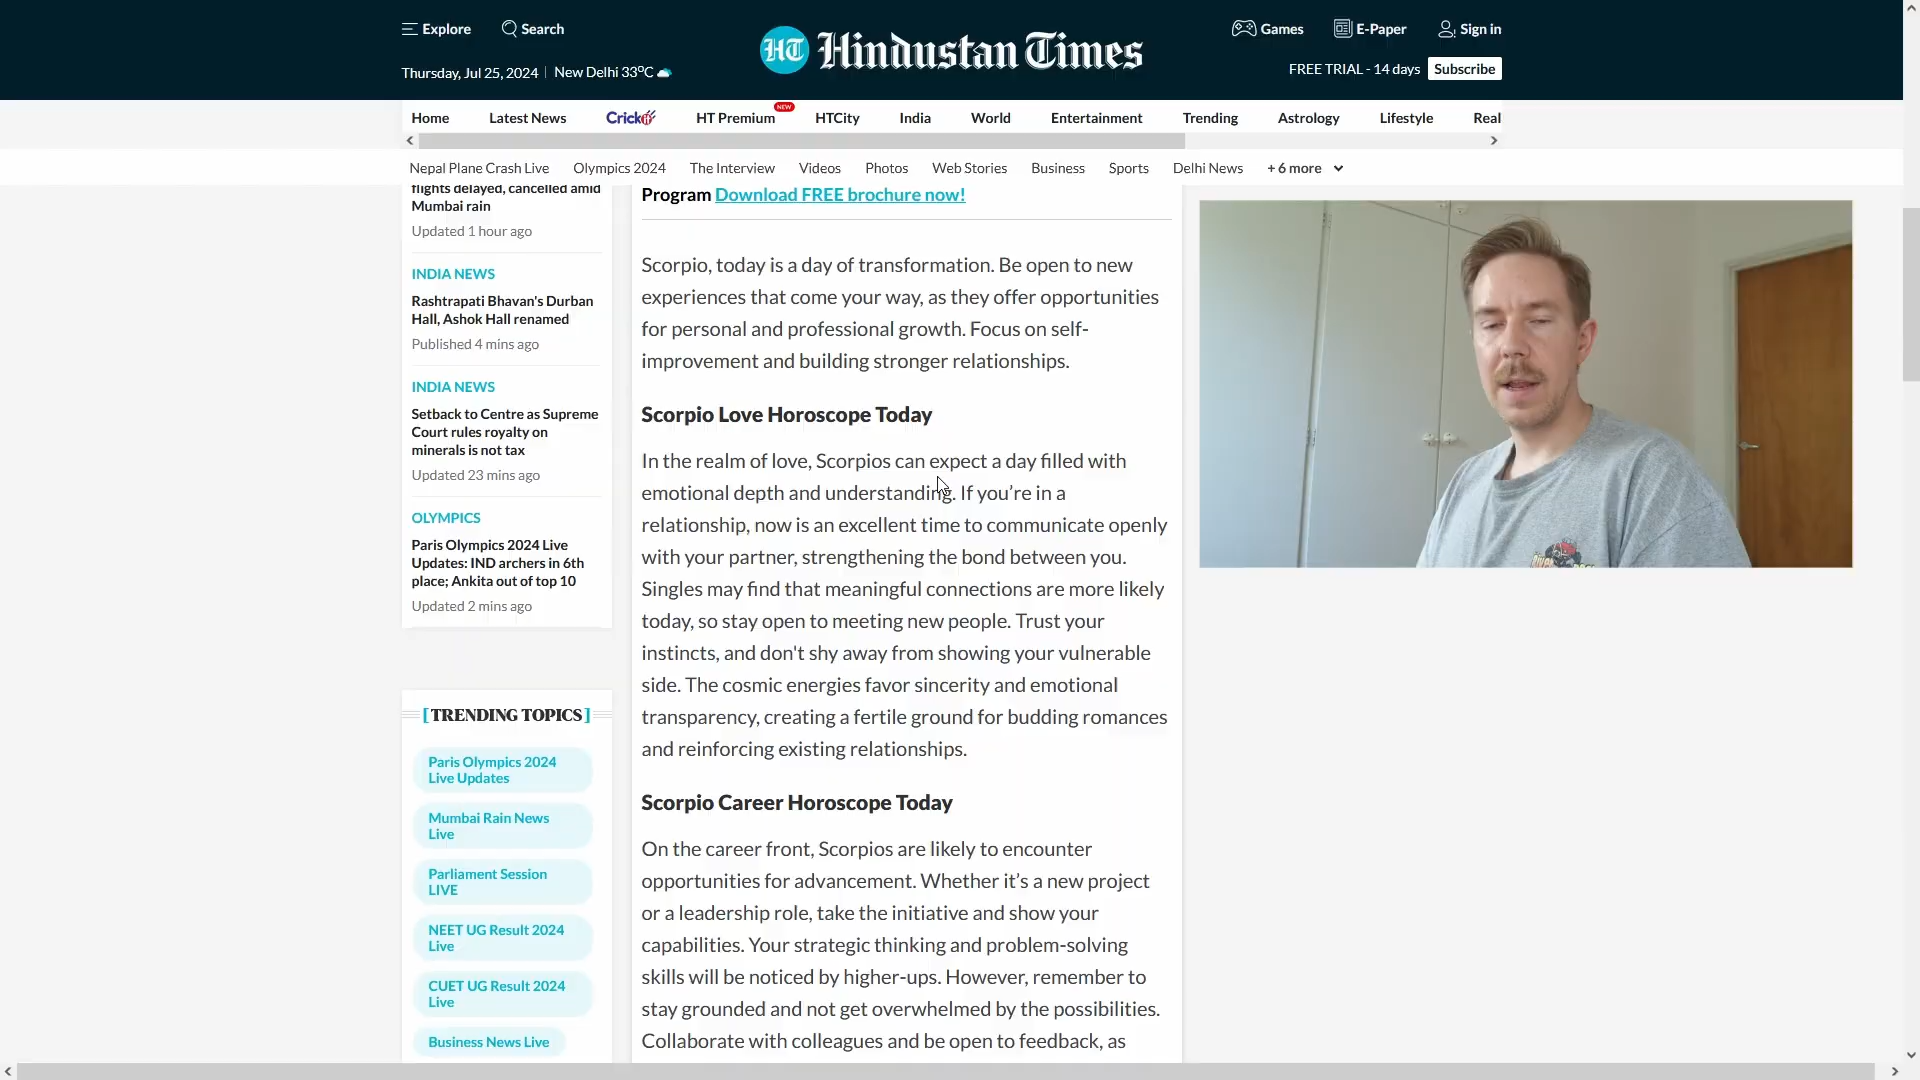 Explore
Search
HT Hindustan Times
Games
E-Paper
Sign in
Thursday, Jul 25, 2024
New Delhi 33°C
FREE TRIAL - 14 days
Subscribe
Home
Latest News
Crickit
HT Premium
NEW
HTCity
India
World
Entertainment
Trending
Astrology
Lifestyle
Real
Nepal Plane Crash Live
Olympics 2024
The Interview
Videos
Photos
Web Stories
Business
Sports
Delhi News
+ 6 more
flights delayed, cancelled amid
Mumbai rain
Updated 1 hour ago
INDIA NEWS
Rashtrapati Bhavan's Durban
Hall, Ashok Hall renamed
Published 4 mins ago
INDIA NEWS
Setback to Centre as Supreme
Court rules royalty on
minerals is not tax
Updated 23 mins ago
OLYMPICS
Paris Olympics 2024 Live
Updates: IND archers in 6th
place; Ankita out of top 10
Updated 2 mins ago
[TRENDING TOPICS]
Paris Olympics 2024
Live Updates
Mumbai Rain News
Live
Parliament Session
LIVE
NEET UG Result 2024
Live
CUET UG Result 2024
Live
Business News Live
Program Download FREE brochure now!
Scorpio, today is a day of transformation. Be open to new
experiences that come your way, as they offer opportunities
for personal and professional growth. Focus on self-
improvement and building stronger relationships.
Scorpio Love Horoscope Today
In the realm of love, Scorpios can expect a day filled with
emotional depth and understanding. If you’re in a
relationship, now is an excellent time to communicate openly
with your partner, strengthening the bond between you.
Singles may find that meaningful connections are more likely
today, so stay open to meeting new people. Trust your
instincts, and don't shy away from showing your vulnerable
side. The cosmic energies favor sincerity and emotional
transparency, creating a fertile ground for budding romances
and reinforcing existing relationships.
Scorpio Career Horoscope Today
On the career front, Scorpios are likely to encounter
opportunities for advancement. Whether it’s a new project
or a leadership role, take the initiative and show your
capabilities. Your strategic thinking and problem-solving
skills will be noticed by higher-ups. However, remember to
stay grounded and not get overwhelmed by the possibilities.
Collaborate with colleagues and be open to feedback, as